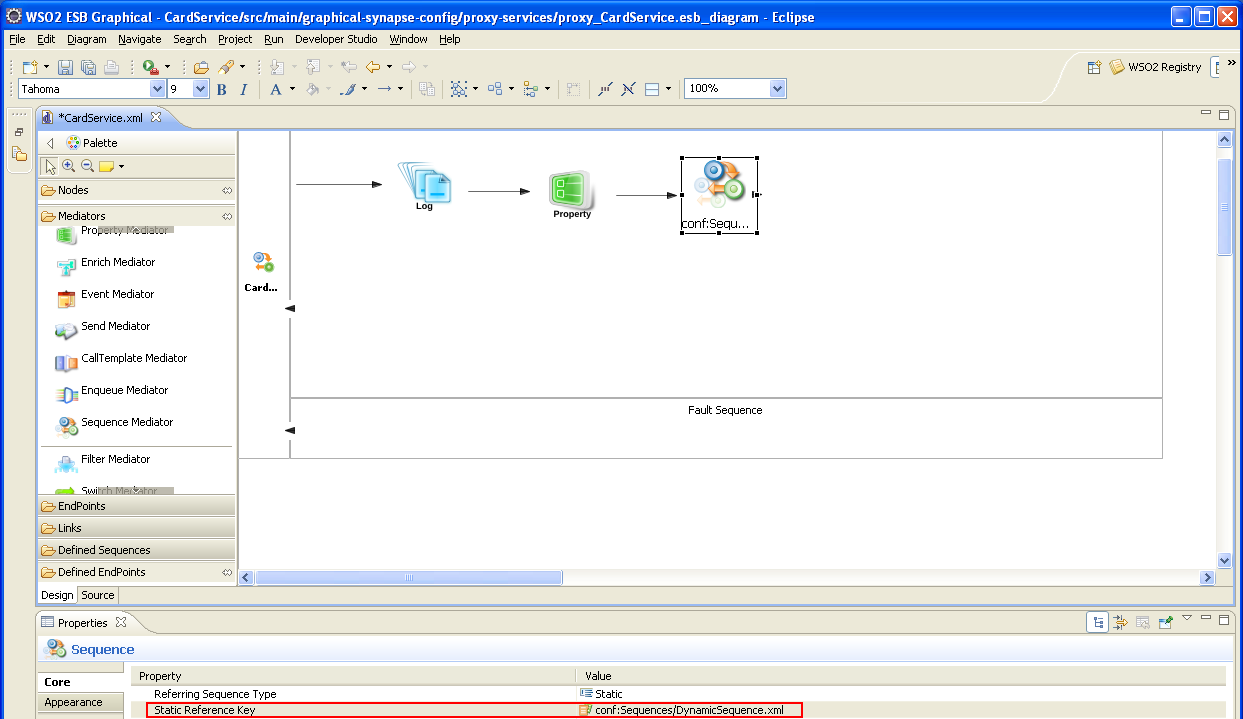 WSO2 ESB Graphical - CardService/src/main/graphical-synapse-config/proxy-services/proxy_CardService.esb_diagram - Eclipse
File Edit Diagram Navigate Search Project Run Developer Studio Window Help
WSO2 Registry
Tahoma 9 B I A 100%
*CardService.xml
Palette
Nodes
Mediators
Property Mediator
Enrich Mediator
Event Mediator
Send Mediator
CallTemplate Mediator
Enqueue Mediator
Sequence Mediator
Filter Mediator
Switch Mediator
EndPoints
Links
Defined Sequences
Defined EndPoints
Design Source
Log
Property
conf:Sequ...
Card...
Fault Sequence
Properties
Sequence
Core
Appearance
Property Value
Referring Sequence Type Static
Static Reference Key conf:Sequences/DynamicSequence.xml